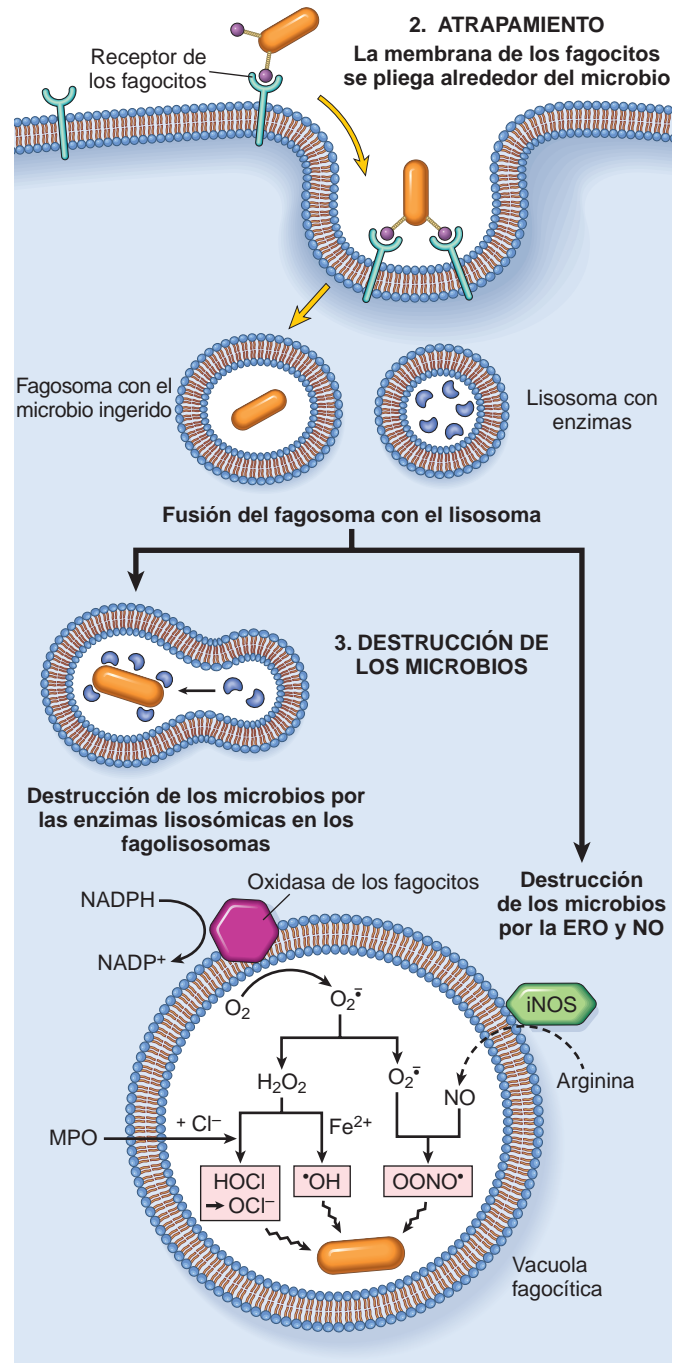 2. ATRAPAMIENTO
La membrana de los fagocitos
se pliega alrededor del microbio
Receptor de
los fagocitos
Fagosoma con el
microbio ingerido
Lisosoma con
enzimas
Fusión del fagosoma con el lisosoma
3. DESTRUCCIÓN DE
LOS MICROBIOS
Destrucción de los microbios por
las enzimas lisosómicas en los
fagolisosomas
Destrucción
de los microbios
por la ERO y NO
Oxidasa de los fagocitos
NADPH
NADP⁺
O₂
O₂•̄
iNOS
Arginina
H₂O₂
O₂•̄
NO
MPO
+ Cl⁻
Fe²⁺
HOCl
→ OCl⁻
•OH
OONO•
Vacuola
fagocítica